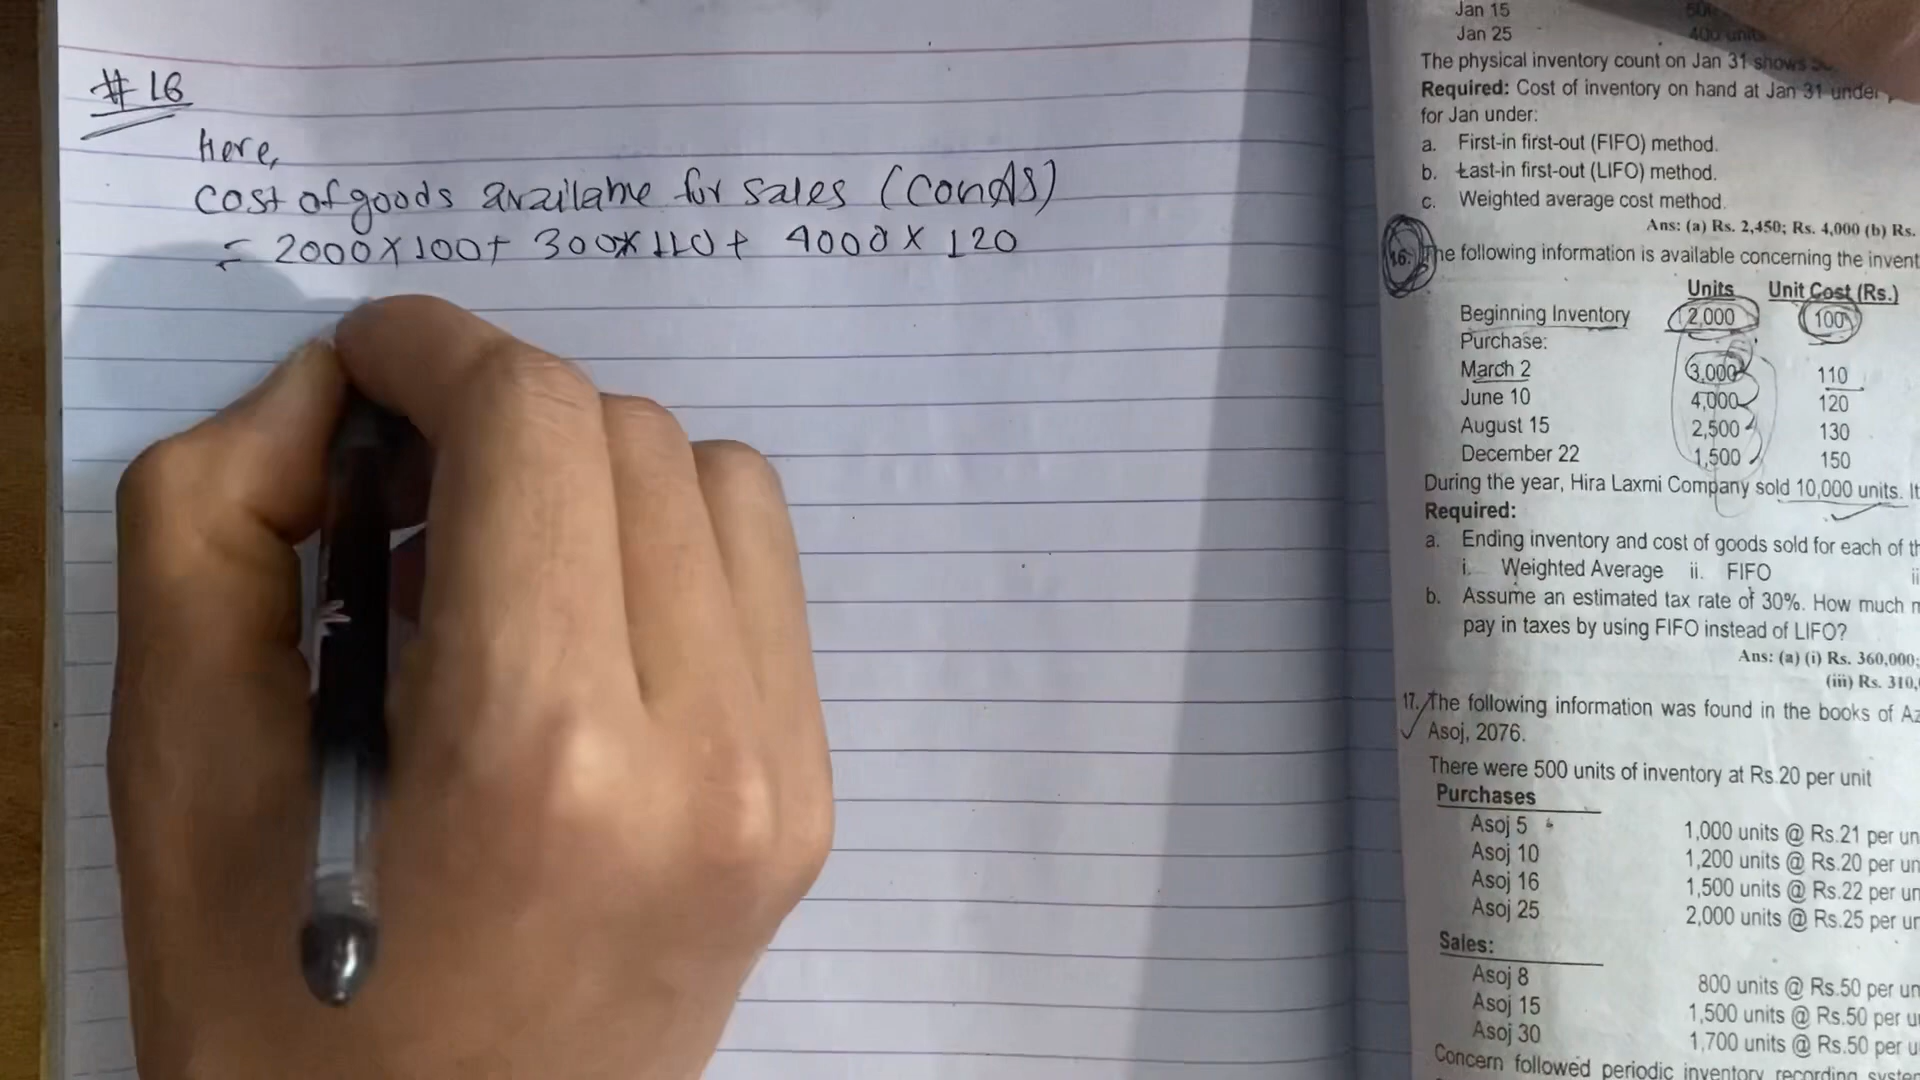 # 16
Here,
Cost of goods available for sales (COGAS)
= 2000 X 100 + 300 X 110 + 4000 X 120
Jan 15
Jan 25 400 units
The physical inventory count on Jan 31 shows
Required: Cost of inventory on hand at Jan 31 under
for Jan under:
a. First-in first-out (FIFO) method.
b. Last-in first-out (LIFO) method.
c. Weighted average cost method.
Ans: (a) Rs. 2,450; Rs. 4,000 (b) Rs.
16. The following information is available concerning the invent
Units Unit Cost (Rs.)
Beginning Inventory 2,000 100
Purchase:
March 2 3,000 110
June 10 4,000 120
August 15 2,500 130
December 22 1,500 150
During the year, Hira Laxmi Company sold 10,000 units. It
Required:
a. Ending inventory and cost of goods sold for each of th
i. Weighted Average ii. FIFO ii
b. Assume an estimated tax rate of 30%. How much m
pay in taxes by using FIFO instead of LIFO?
Ans: (a) (i) Rs. 360,000;
(iii) Rs. 310,
17. The following information was found in the books of Az
Asoj, 2076.
There were 500 units of inventory at Rs.20 per unit
Purchases
Asoj 5 1,000 units @ Rs.21 per un
Asoj 10 1,200 units @ Rs.20 per un
Asoj 16 1,500 units @ Rs.22 per un
Asoj 25 2,000 units @ Rs.25 per un
Sales:
Asoj 8 800 units @ Rs.50 per un
Asoj 15 1,500 units @ Rs.50 per u
Asoj 30 1,700 units @ Rs.50 per u
Concern followed periodic inventory recording system